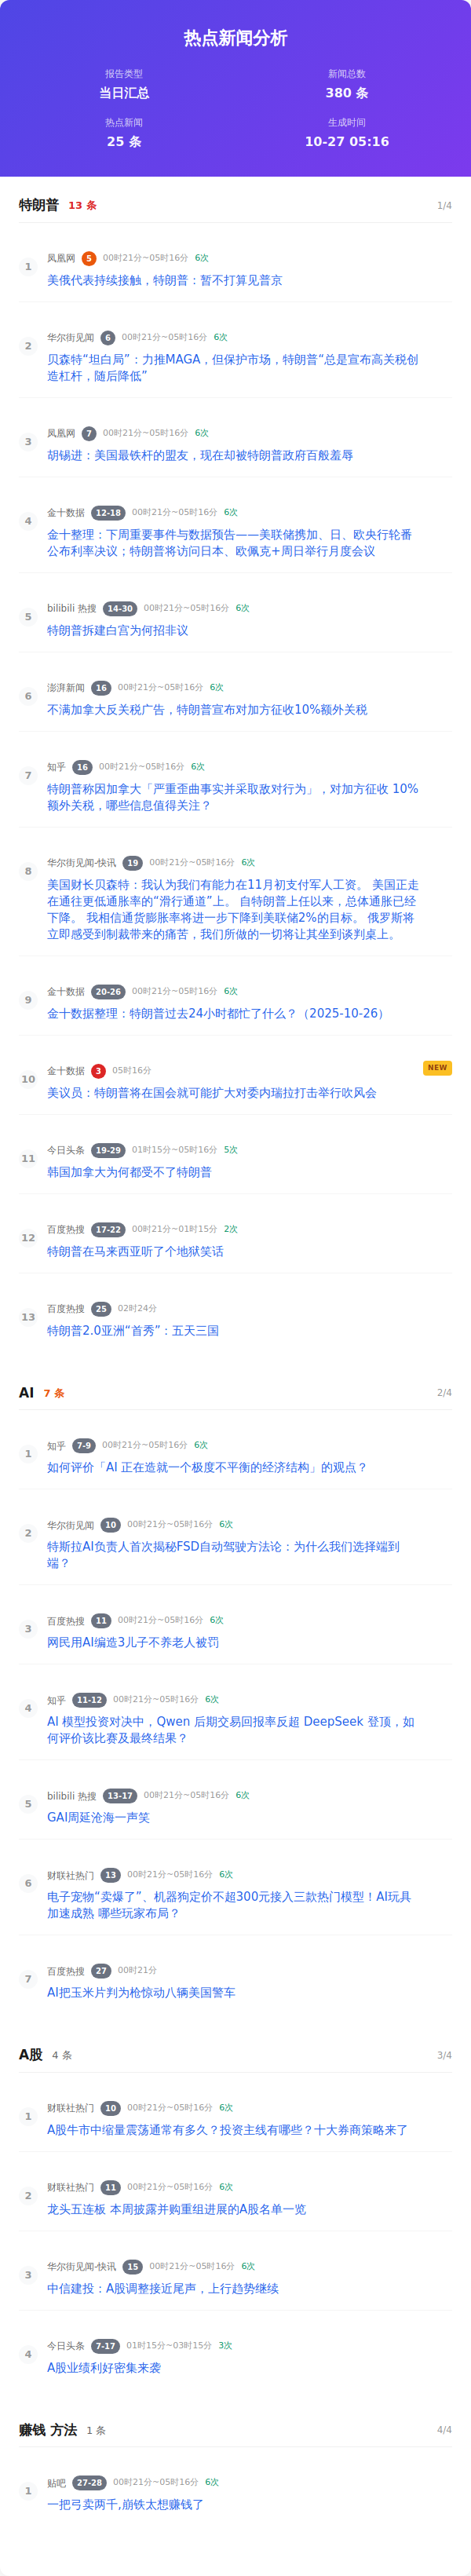 热点新闻分析
报告类型
新闻总数
当日汇总
380 条
热点新闻
生成时间
25 条
10-27 05:16
特朗普 13 条 1/4
凤凰网 5 00时21分~05时16分 6次
1
美俄代表持续接触，特朗普：暂不打算见普京
华尔街见闻 6 00时21分~05时16分 6次
2
贝森特“坦白局”：力推MAGA，但保护市场，特朗普“总是宣布高关税创
造杠杆，随后降低”
凤凰网 7 00时21分~05时16分 6次
3
胡锡进：美国最铁杆的盟友，现在却被特朗普政府百般羞辱
金十数据 12-18 00时21分~05时16分 6次
4
金十整理：下周重要事件与数据预告——美联储携加、日、欧央行轮番
公布利率决议；特朗普将访问日本、欧佩克+周日举行月度会议
bilibili 热搜 14-30 00时21分~05时16分 6次
5
特朗普拆建白宫为何招非议
澎湃新闻 16 00时21分~05时16分 6次
6
不满加拿大反关税广告，特朗普宣布对加方征收10%额外关税
知乎 16 00时21分~05时16分 6次
7
特朗普称因加拿大「严重歪曲事实并采取敌对行为」，对加方征收 10%
额外关税，哪些信息值得关注？
华尔街见闻-快讯 19 00时21分~05时16分 6次
8
美国财长贝森特：我认为我们有能力在11月初支付军人工资。 美国正走
在通往更低通胀率的“滑行通道”上。 自特朗普上任以来，总体通胀已经
下降。 我相信通货膨胀率将进一步下降到美联储2%的目标。 俄罗斯将
立即感受到制裁带来的痛苦，我们所做的一切将让其坐到谈判桌上。
金十数据 20-26 00时21分~05时16分 6次
9
金十数据整理：特朗普过去24小时都忙了什么？（2025-10-26）
金十数据 3 05时16分 NEW
10
美议员：特朗普将在国会就可能扩大对委内瑞拉打击举行吹风会
今日头条 19-29 01时15分~05时16分 5次
11
韩国加拿大为何都受不了特朗普
百度热搜 17-22 00时21分~01时15分 2次
12
特朗普在马来西亚听了个地狱笑话
百度热搜 25 02时24分
13
特朗普2.0亚洲“首秀”：五天三国
AI 7 条 2/4
知乎 7-9 00时21分~05时16分 6次
1
如何评价「AI 正在造就一个极度不平衡的经济结构」的观点？
华尔街见闻 10 00时21分~05时16分 6次
2
特斯拉AI负责人首次揭秘FSD自动驾驶方法论：为什么我们选择端到
端？
百度热搜 11 00时21分~05时16分 6次
3
网民用AI编造3儿子不养老人被罚
知乎 11-12 00时21分~05时16分 6次
4
AI 模型投资对决中，Qwen 后期交易回报率反超 DeepSeek 登顶，如
何评价该比赛及最终结果？
bilibili 热搜 13-17 00时21分~05时16分 6次
5
GAI周延沧海一声笑
财联社热门 13 00时21分~05时16分 6次
6
电子宠物“卖爆了”、机器狗定价不超300元接入三款热门模型！AI玩具
加速成熟 哪些玩家布局？
百度热搜 27 00时21分
7
AI把玉米片判为枪惊动八辆美国警车
A股 4 条 3/4
财联社热门 10 00时21分~05时16分 6次
1
A股牛市中缩量震荡通常有多久？投资主线有哪些？十大券商策略来了
财联社热门 11 00时21分~05时16分 6次
2
龙头五连板 本周披露并购重组进展的A股名单一览
华尔街见闻-快讯 15 00时21分~05时16分 6次
3
中信建投：A股调整接近尾声，上行趋势继续
今日头条 7-17 01时15分~03时15分 3次
4
A股业绩利好密集来袭
赚钱 方法 1 条 4/4
贴吧 27-28 00时21分~05时16分 6次
1
一把弓卖两千,崩铁太想赚钱了